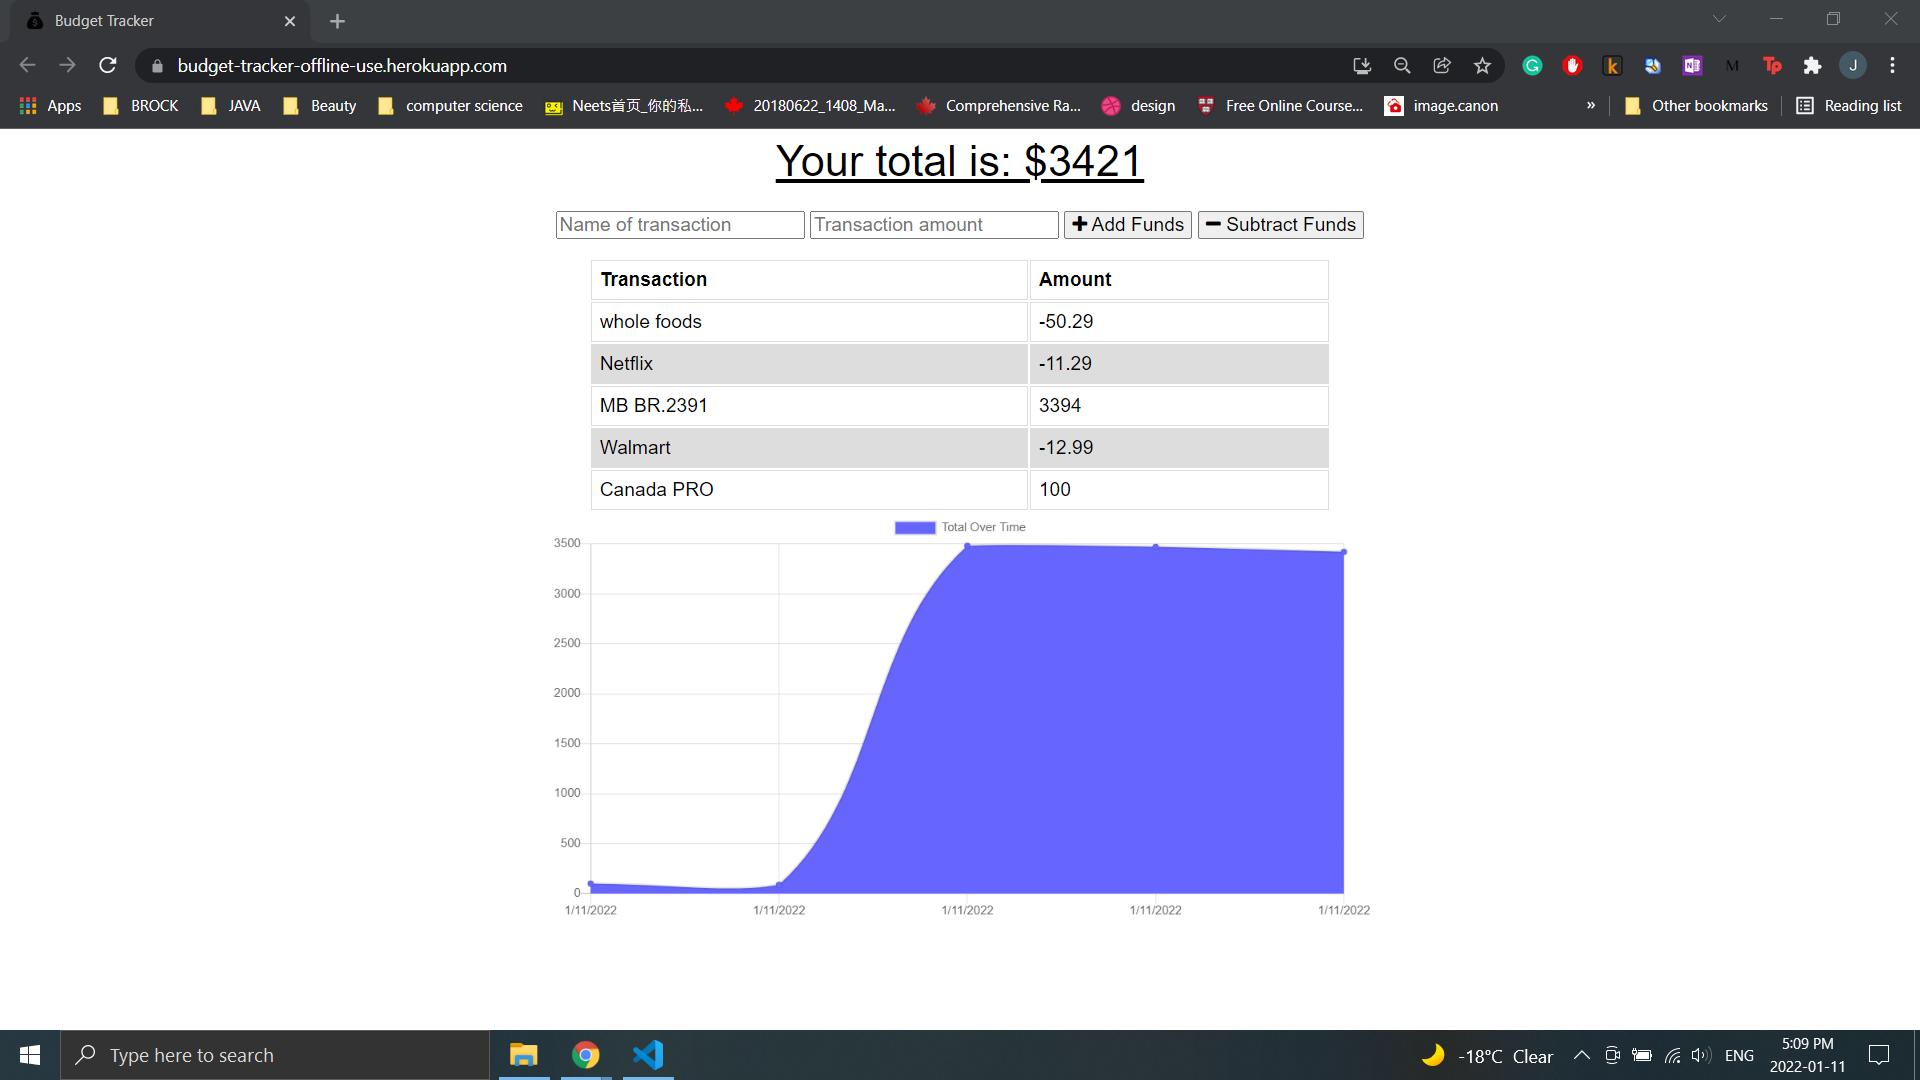 Budget Tracker
budget-tracker-offline-use.herokuapp.com
Apps BROCK JAVA Beauty computer science Neets首页_你的私... 20180622_1408_Ma... Comprehensive Ra... design Free Online Course... image.canon » Other bookmarks Reading list
Your total is: $3421
Name of transaction Transaction amount Add Funds Subtract Funds
Transaction Amount
whole foods -50.29
Netflix -11.29
MB BR.2391 3394
Walmart -12.99
Canada PRO 100
Total Over Time
3500
3000
2500
2000
1500
1000
500
0
1/11/2022 1/11/2022 1/11/2022 1/11/2022 1/11/2022
Type here to search
-18°C Clear ENG 5:09 PM
2022-01-11